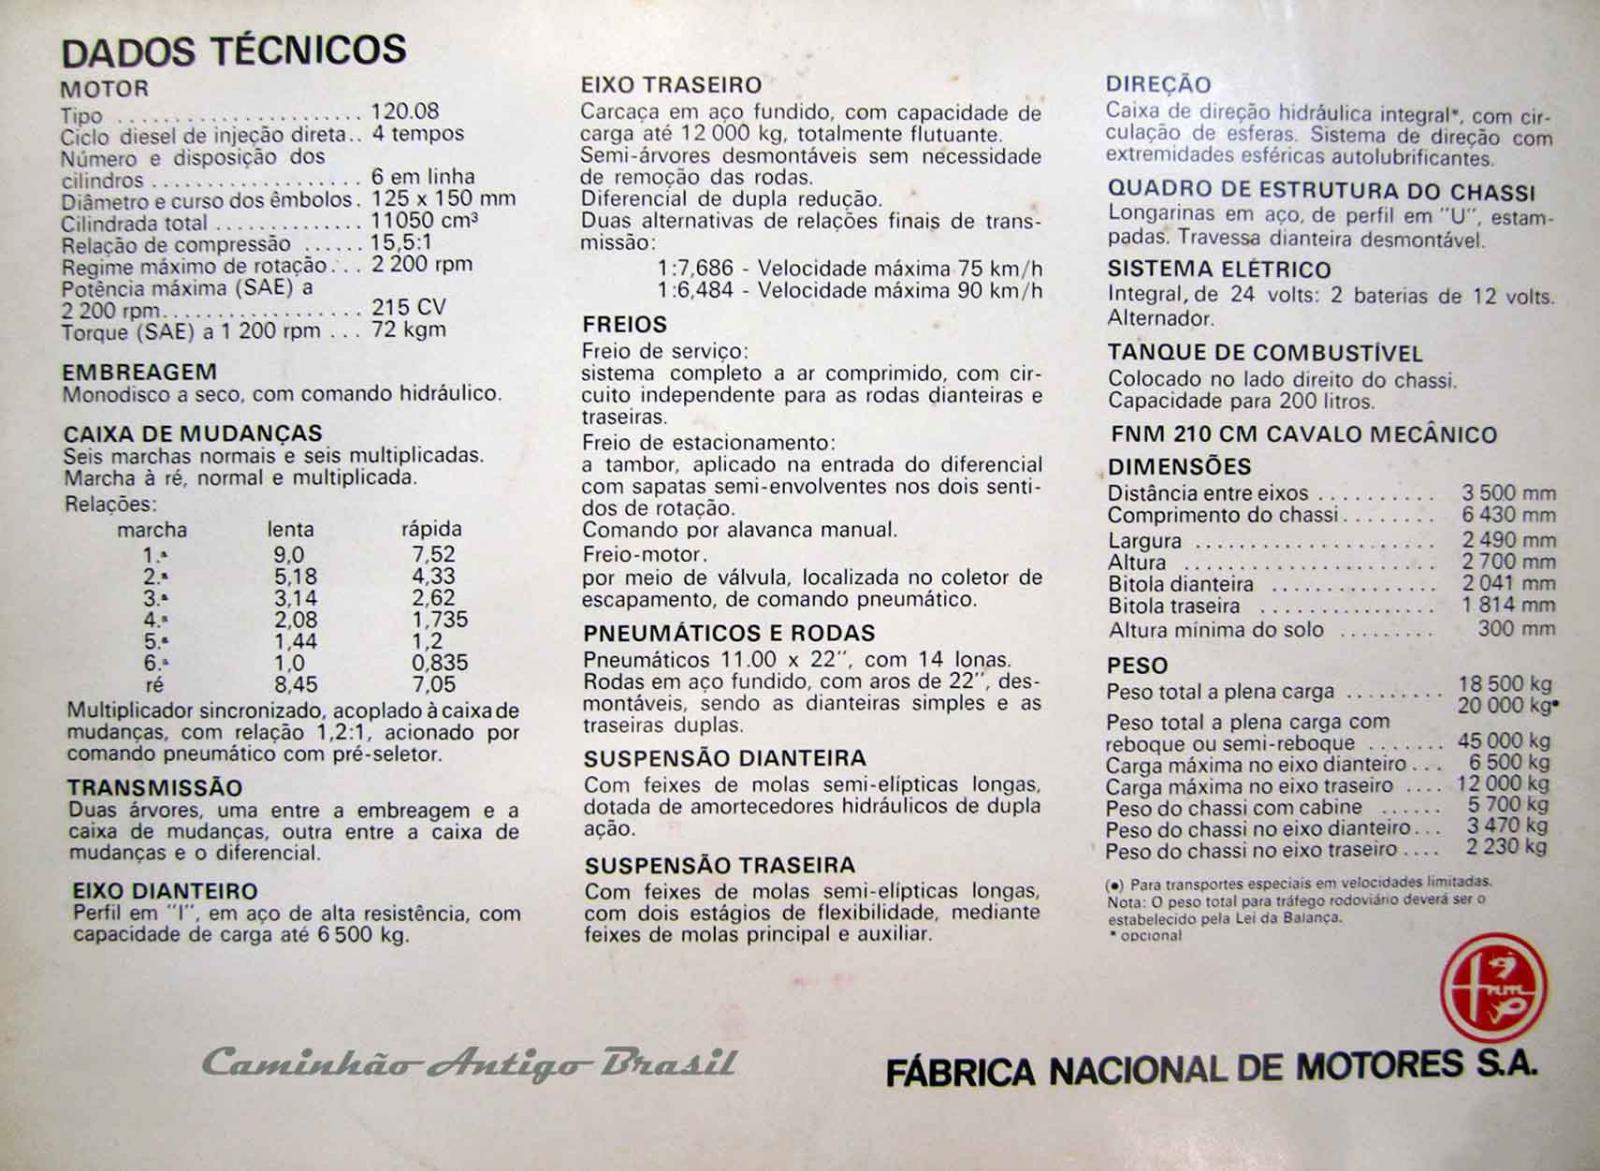 DADOS TÉCNICOS
MOTOR
Tipo ...................... 120.08
Ciclo diesel de injeção direta.. 4 tempos
Número e disposição dos
cilindros ................... 6 em linha
Diâmetro e curso dos êmbolos. 125 x 150 mm
Cilindrada total .............. 11050 cm³
Relação de compressão ...... 15,5:1
Regime máximo de rotação... 2 200 rpm
Potência máxima (SAE) a
2 200 rpm.................. 215 CV
Torque (SAE) a 1 200 rpm ... 72 kgm
EMBREAGEM
Monodisco a seco, com comando hidráulico.
CAIXA DE MUDANÇAS
Seis marchas normais e seis multiplicadas.
Marcha à ré, normal e multiplicada.
Relações:
marcha lenta rápida
1.ª 9,0 7,52
2.ª 5,18 4,33
3.ª 3,14 2,62
4.ª 2,08 1,735
5.ª 1,44 1,2
6.ª 1,0 0,835
ré 8,45 7,05
Multiplicador sincronizado, acoplado à caixa de
mudanças, com relação 1,2:1, acionado por
comando pneumático com pré-seletor.
TRANSMISSÃO
Duas árvores, uma entre a embreagem e a
caixa de mudanças, outra entre a caixa de
mudanças e o diferencial.
EIXO DIANTEIRO
Perfil em "I", em aço de alta resistência, com
capacidade de carga até 6 500 kg.
EIXO TRASEIRO
Carcaça em aço fundido, com capacidade de
carga até 12 000 kg, totalmente flutuante.
Semi-árvores desmontáveis sem necessidade
de remoção das rodas.
Diferencial de dupla redução.
Duas alternativas de relações finais de trans-
missão:
1:7,686 - Velocidade máxima 75 km/h
1:6,484 - Velocidade máxima 90 km/h
FREIOS
Freio de serviço:
sistema completo a ar comprimido, com cir-
cuito independente para as rodas dianteiras e
traseiras.
Freio de estacionamento:
a tambor, aplicado na entrada do diferencial
com sapatas semi-envolventes nos dois senti-
dos de rotação.
Comando por alavanca manual.
Freio-motor.
por meio de válvula, localizada no coletor de
escapamento, de comando pneumático.
PNEUMÁTICOS E RODAS
Pneumáticos 11.00 x 22", com 14 lonas.
Rodas em aço fundido, com aros de 22", des-
montáveis, sendo as dianteiras simples e as
traseiras duplas.
SUSPENSÃO DIANTEIRA
Com feixes de molas semi-elípticas longas,
dotada de amortecedores hidráulicos de dupla
ação.
SUSPENSÃO TRASEIRA
Com feixes de molas semi-elípticas longas,
com dois estágios de flexibilidade, mediante
feixes de molas principal e auxiliar.
DIREÇÃO
Caixa de direção hidráulica integral*, com cir-
culação de esferas. Sistema de direção com
extremidades esféricas autolubrificantes.
QUADRO DE ESTRUTURA DO CHASSI
Longarinas em aço, de perfil em "U", estam-
padas. Travessa dianteira desmontável.
SISTEMA ELÉTRICO
Integral, de 24 volts: 2 baterias de 12 volts.
Alternador.
TANQUE DE COMBUSTÍVEL
Colocado no lado direito do chassi.
Capacidade para 200 litros.
FNM 210 CM CAVALO MECÂNICO
DIMENSÕES
Distância entre eixos .......... 3 500 mm
Comprimento do chassi........ 6 430 mm
Largura ..................... 2 490 mm
Altura ...................... 2 700 mm
Bitola dianteira .............. 2 041 mm
Bitola traseira ............... 1 814 mm
Altura mínima do solo ......... 300 mm
PESO
Peso total a plena carga ......... 18 500 kg
20 000 kg•
Peso total a plena carga com
reboque ou semi-reboque ....... 45 000 kg
Carga máxima no eixo dianteiro... 6 500 kg
Carga máxima no eixo traseiro .... 12 000 kg
Peso do chassi com cabine ...... 5 700 kg
Peso do chassi no eixo dianteiro... 3 470 kg
Peso do chassi no eixo traseiro.... 2 230 kg
(•) Para transportes especiais em velocidades limitadas.
Nota: O peso total para tráfego rodoviário deverá ser o
estabelecido pela Lei da Balança.
* opcional
fnm
Caminhão Antigo Brasil
FÁBRICA NACIONAL DE MOTORES S.A.